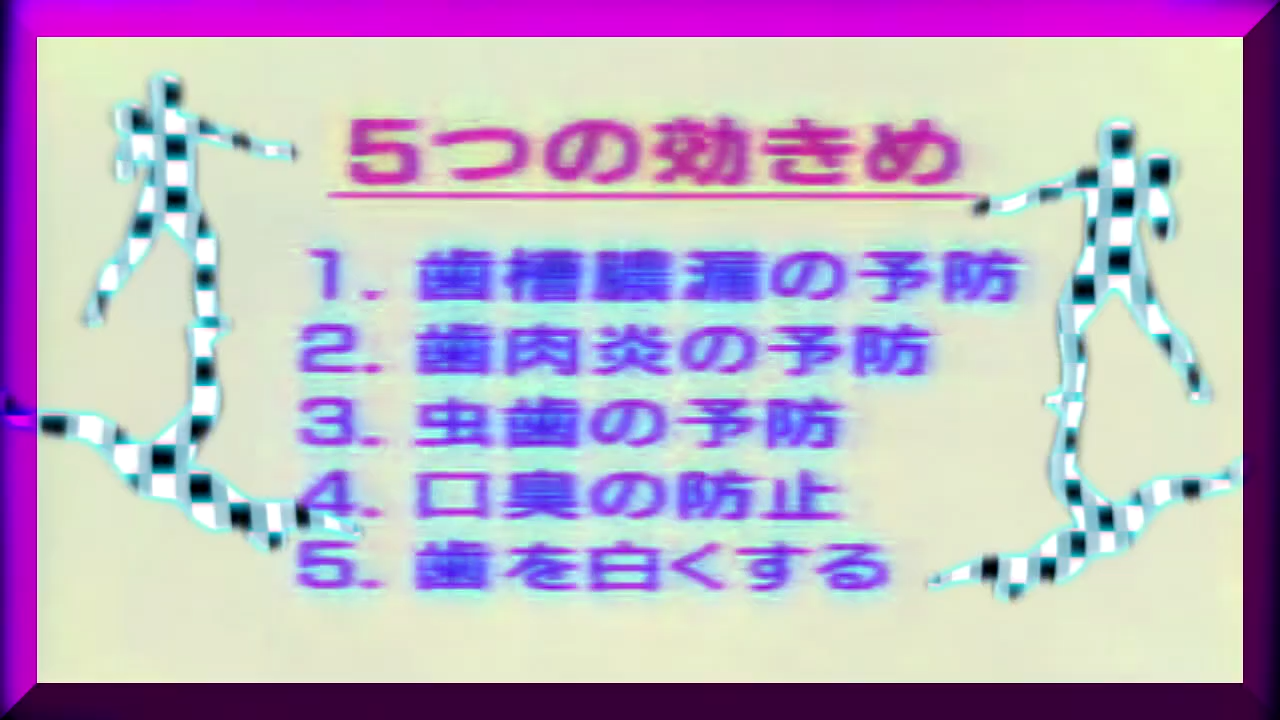 5つの効きめ
1. 歯槽膿漏の予防
2. 歯肉炎の予防
3. 虫歯の予防
4. 口臭の防止
5. 歯を白くする